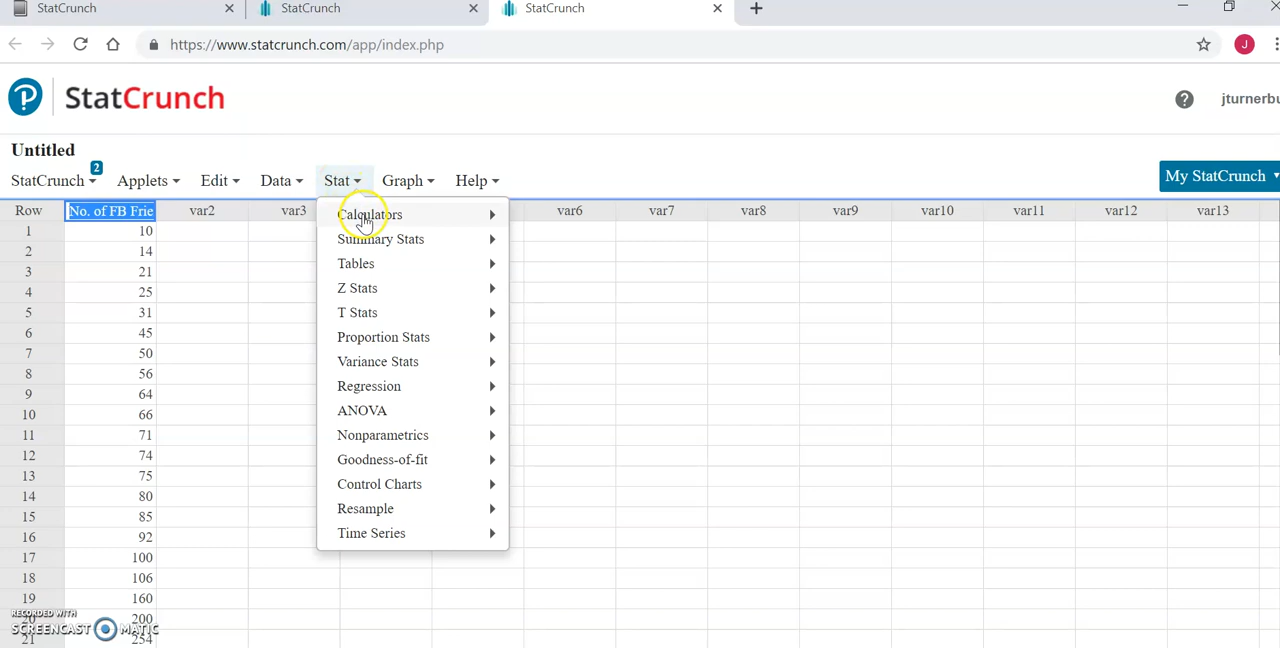 StatCrunch StatCrunch StatCrunch
https://www.statcrunch.com/app/index.php J
P StatCrunch ? jturnerbu
Untitled
StatCrunch 2 Applets Edit Data Stat Graph Help My StatCrunch
Row No. of FB Frie var2 var3 var6 var7 var8 var9 var10 var11 var12 var13
Calculators
1 10
Summary Stats
2 14
Tables
3 21
Z Stats
4 25
T Stats
5 31
Proportion Stats
6 45
Variance Stats
7 50
8 56
Regression
9 64
ANOVA
10 66
Nonparametrics
11 71
Goodness-of-fit
12 74
13 75
Control Charts
14 80
Resample
15 85
Time Series
16 92
17 100
18 106
19 160
RECORDED WITH
20 200
SCREENCAST MATIC
21 254